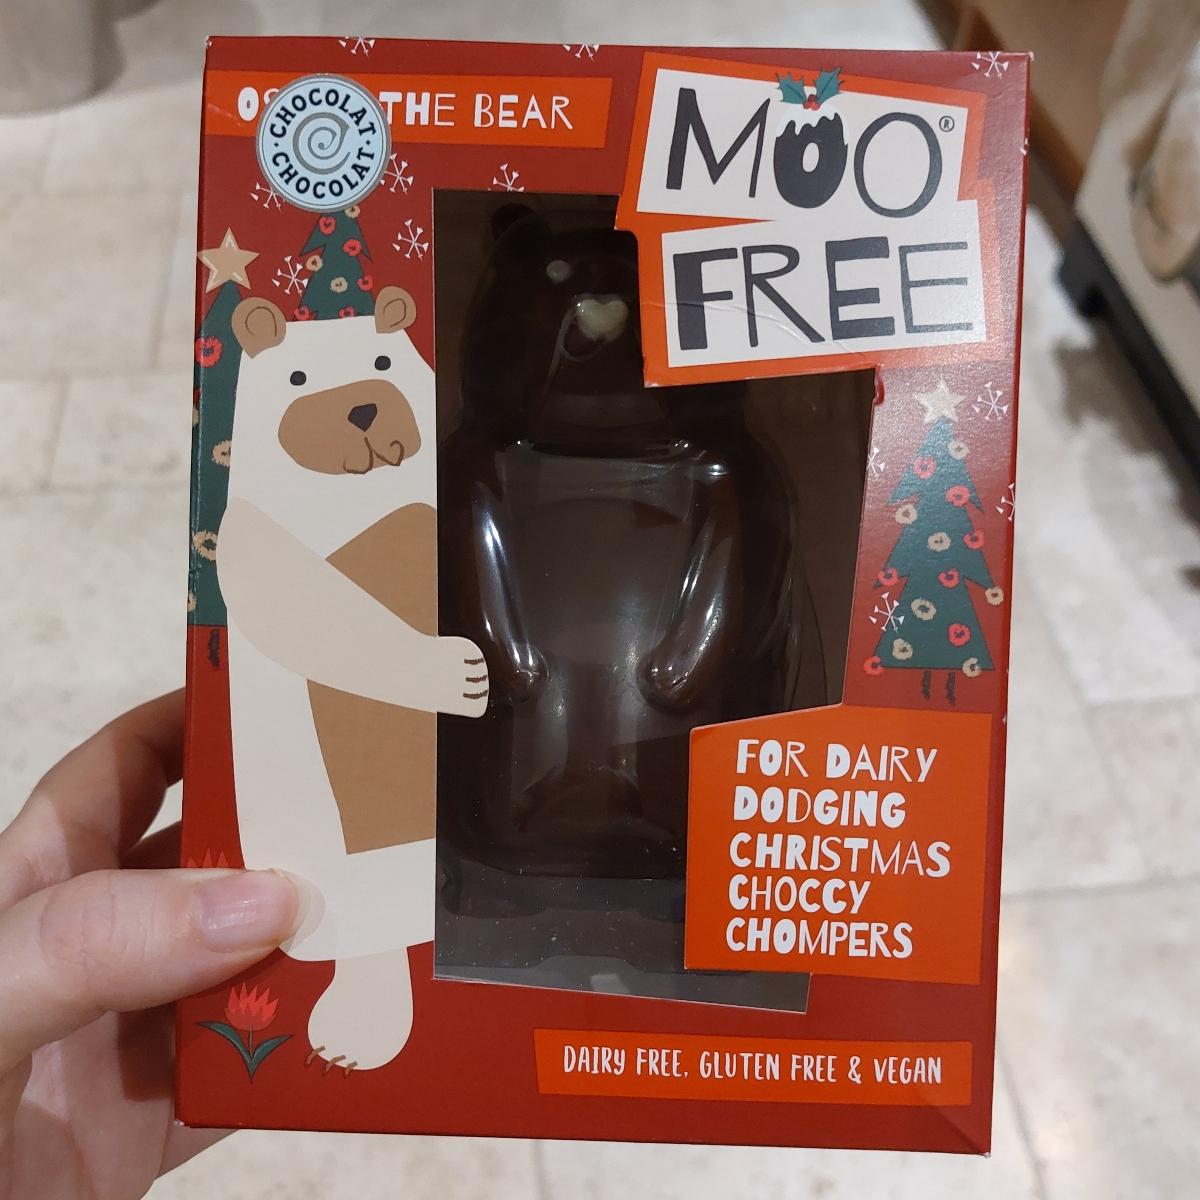 THE BEAR
CHOCOLAT
CHOCOLAT
MOO®
FREE
FOR DAIRY
DODGING
CHRISTMAS
CHOCCY
CHOMPERS
DAIRY FREE, GLUTEN FREE & VEGAN